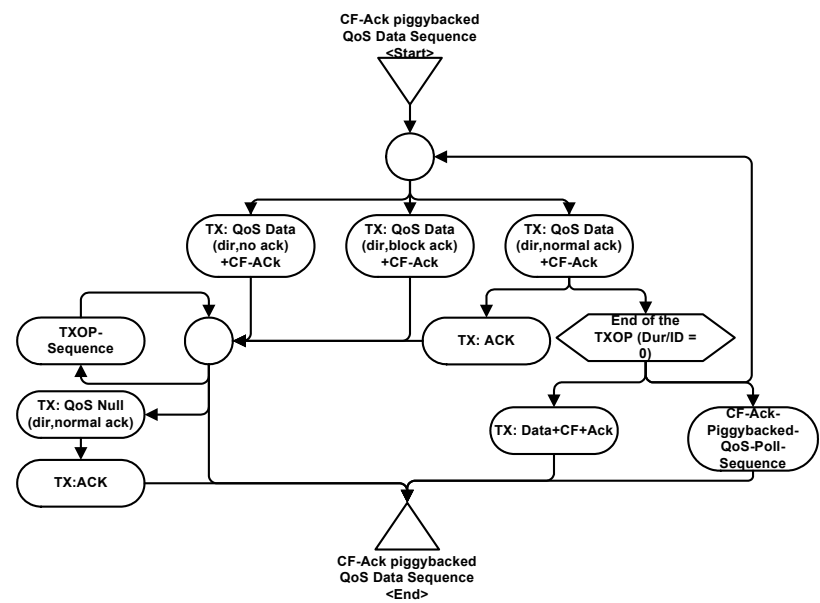 CF-Ack piggybacked
QoS Data Sequence
<Start>
TX: QoS Data
(dir,no ack)
+CF-ACk
TX: QoS Data
(dir,block ack)
+CF-Ack
TX: QoS Data
(dir,normal ack)
+CF-Ack
TXOP-
Sequence
TX: ACK
End of the
TXOP (Dur/ID =
0)
TX: QoS Null
(dir,normal ack)
TX: Data+CF+Ack
CF-Ack-
Piggybacked-
QoS-Poll-
Sequence
TX:ACK
CF-Ack piggybacked
QoS Data Sequence
<End>